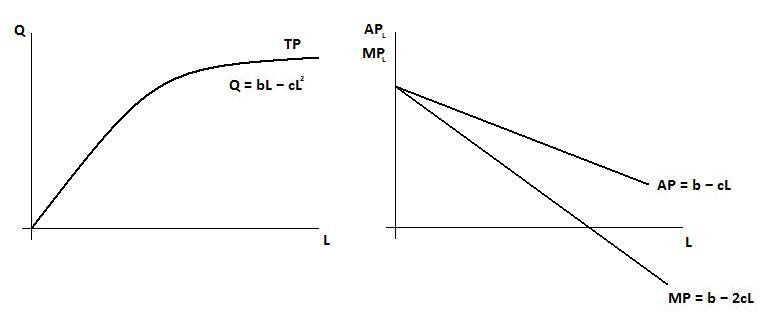 Q
TP
Q = bL – cL²
L
AP_L
MP_L
AP = b – cL
L
MP = b – 2cL